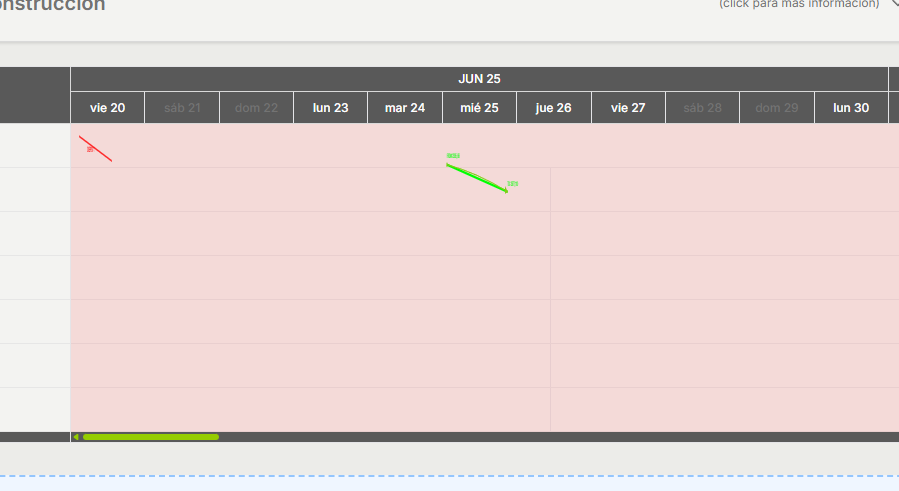 nstrucción
(click para más información)
JUN 25
vie 20 sáb 21 dom 22 lun 23 mar 24 mié 25 jue 26 vie 27 sáb 28 dom 29 lun 30